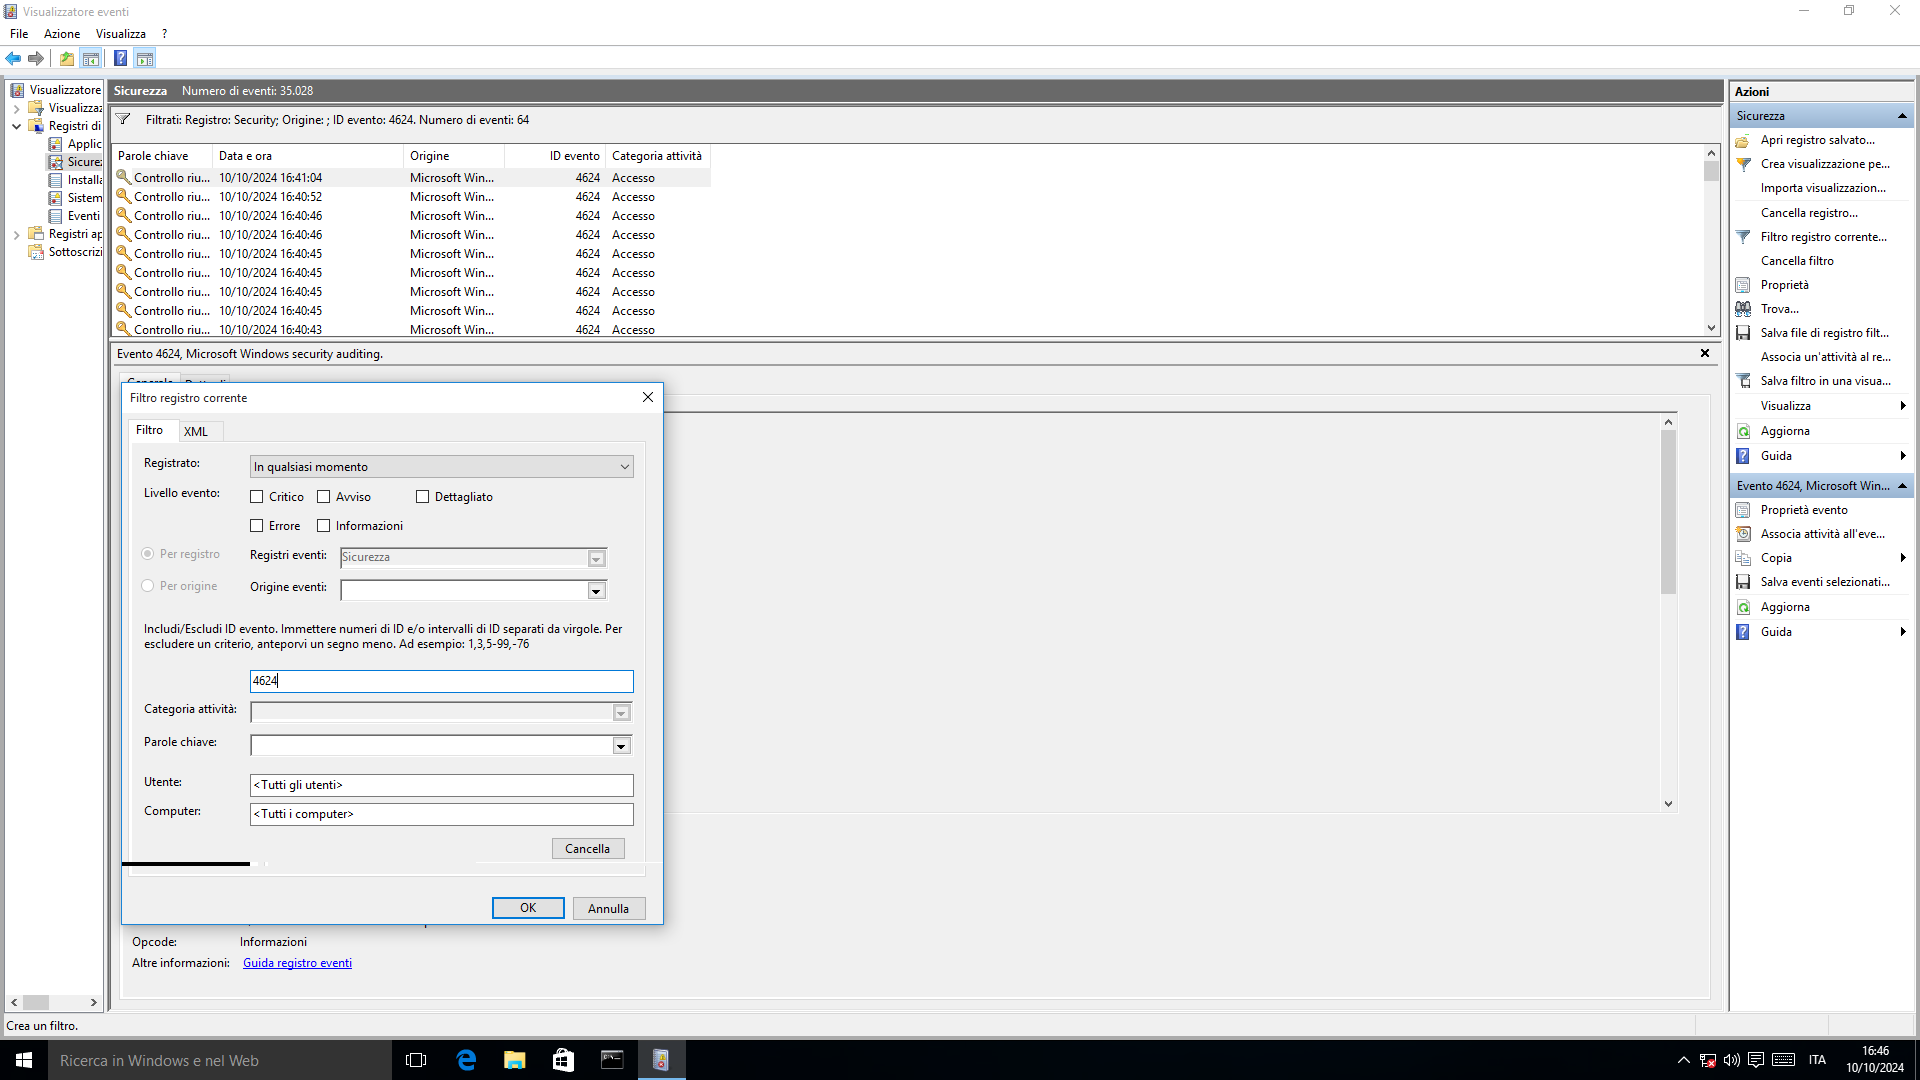 Visualizzatore eventi
File Azione Visualizza ?
Visualizzatore
Visualizzaz
Registri di
Applic
Sicurez
Installa
Sistem
Eventi
Registri ap
Sottoscrizi
Sicurezza Numero di eventi: 35.028
Filtrati: Registro: Security; Origine: ; ID evento: 4624. Numero di eventi: 64
Parole chiave Data e ora Origine ID evento Categoria attività
Controllo riu... 10/10/2024 16:41:04 Microsoft Win... 4624 Accesso
Controllo riu... 10/10/2024 16:40:52 Microsoft Win... 4624 Accesso
Controllo riu... 10/10/2024 16:40:46 Microsoft Win... 4624 Accesso
Controllo riu... 10/10/2024 16:40:46 Microsoft Win... 4624 Accesso
Controllo riu... 10/10/2024 16:40:45 Microsoft Win... 4624 Accesso
Controllo riu... 10/10/2024 16:40:45 Microsoft Win... 4624 Accesso
Controllo riu... 10/10/2024 16:40:45 Microsoft Win... 4624 Accesso
Controllo riu... 10/10/2024 16:40:45 Microsoft Win... 4624 Accesso
Controllo riu... 10/10/2024 16:40:43 Microsoft Win... 4624 Accesso
Evento 4624, Microsoft Windows security auditing.
Filtro registro corrente
Filtro XML
Registrato: In qualsiasi momento
Livello evento: Critico Avviso Dettagliato
Errore Informazioni
Per registro Registri eventi: Sicurezza
Per origine Origine eventi:
Includi/Escludi ID evento. Immettere numeri di ID e/o intervalli di ID separati da virgole. Per
escludere un criterio, anteporvi un segno meno. Ad esempio: 1,3,5-99,-76
4624
Categoria attività:
Parole chiave:
Utente: <Tutti gli utenti>
Computer: <Tutti i computer>
Cancella
OK Annulla
Opcode: Informazioni
Altre informazioni: Guida registro eventi
Azioni
Sicurezza
Apri registro salvato...
Crea visualizzazione pe...
Importa visualizzazion...
Cancella registro...
Filtro registro corrente...
Cancella filtro
Proprietà
Trova...
Salva file di registro filt...
Associa un'attività al re...
Salva filtro in una visua...
Visualizza
Aggiorna
Guida
Evento 4624, Microsoft Win...
Proprietà evento
Associa attività all'eve...
Copia
Salva eventi selezionati...
Aggiorna
Guida
Crea un filtro.
Ricerca in Windows e nel Web
ITA
16:46
10/10/2024